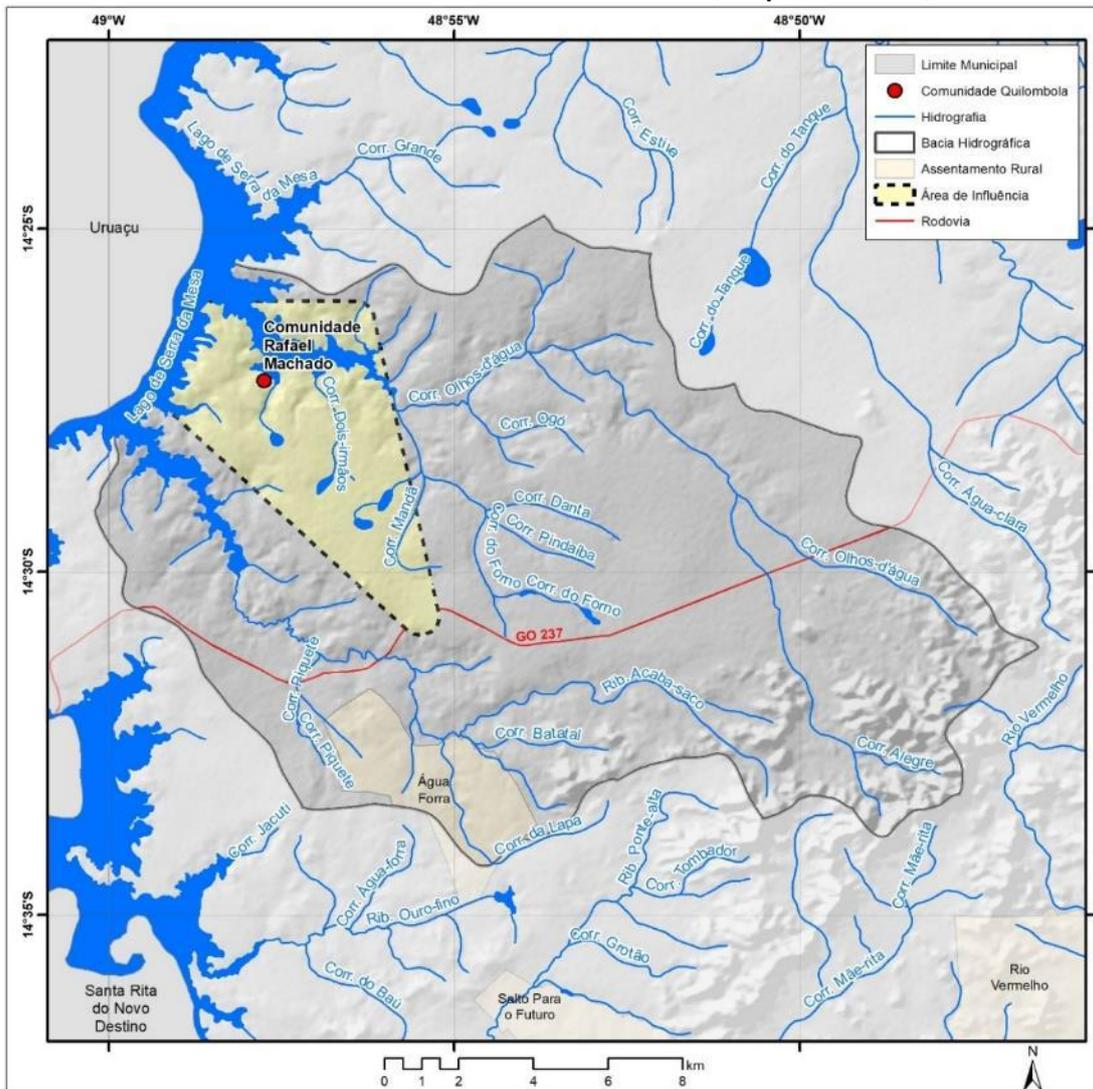 49°W
48°55'W
48°50'W
Limite Municipal
Comunidade Quilombola
Hidrografia
Bacia Hidrográfica
Assentamento Rural
Área de Influência
Rodovia
Lago de Serra
da Mesa
Corr. Grande
Corr. Estiva
Corr. do Tanque
14°25'S
Uruaçu
Lago de Serra da Mesa
Corr. do Tanque
Comunidade
Rafael
Machado
Corr. Olhos-d'água
Corr. Dois-irmãos
Corr. Ogó
Corr. Água-clara
Corr. Mandã
Corr. Danta
Corr. Pindaíba
Corr. do Forno
Corr. do Forno
Corr. Olhos-d'água
14°30'S
GO 237
Corr. Piquete
Corr. Piquete
Rib. Acaba-saco
Rio Vermelho
Corr. Batatal
Corr. Alegre
Água
Forra
Corr. da Lapa
Corr. Jacuti
Corr. Água-forra
Rib. Ponte-alta
Corr. Tombador
Corr. Mãe-rita
14°35'S
Rib. Ouro-fino
Corr. Grotão
Corr. Mãe-rita
Corr. do Baú
Santa Rita
do Novo
Destino
Salto Para
o Futuro
Rio
Vermelho
km
0 1 2 4 6 8
N